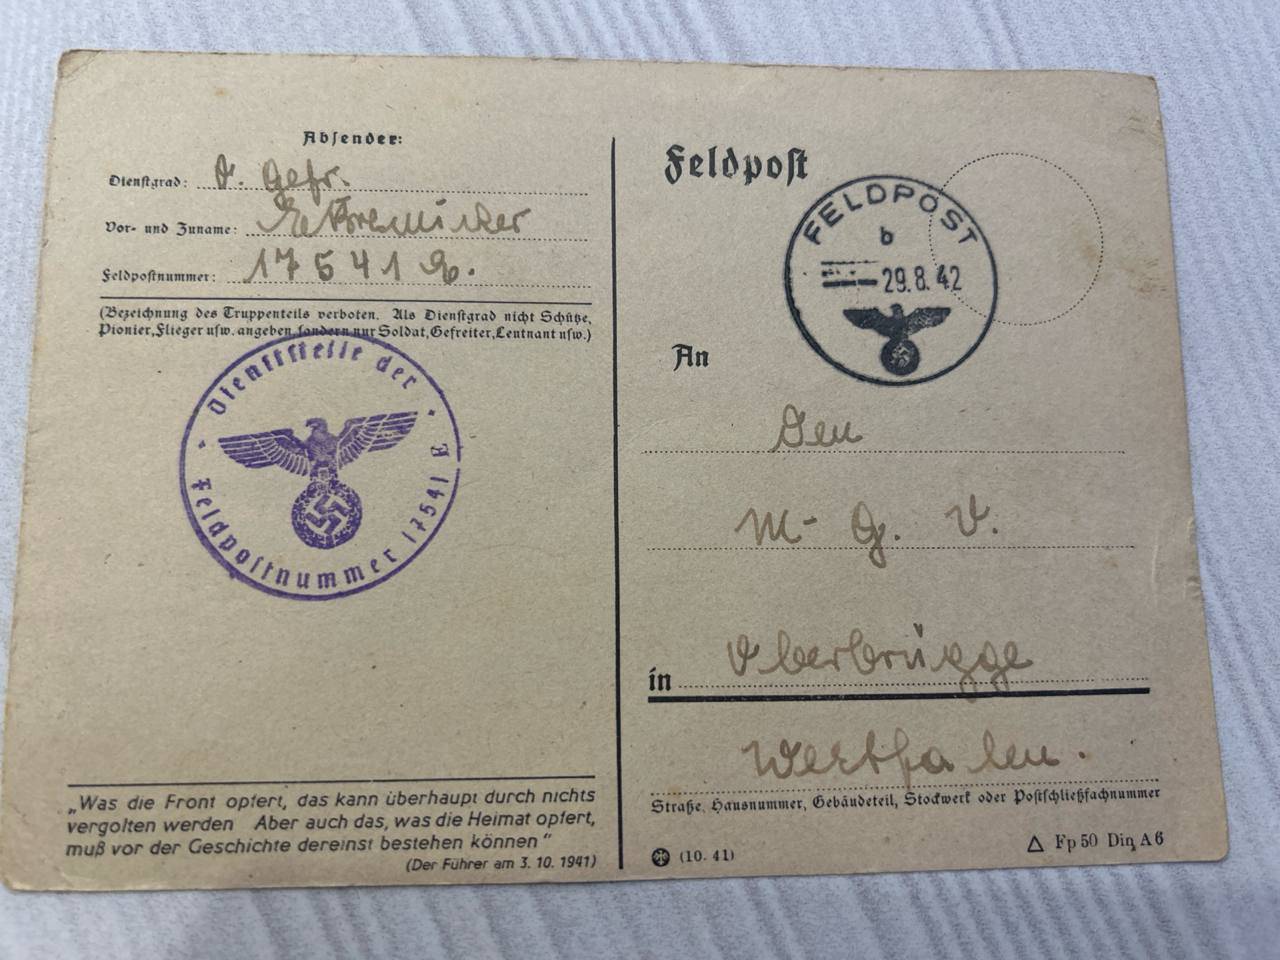 Absender:
Dienstgrad: O. Gefr.
Vor- und Zuname:
Feldpostnummer: 17541 E.
(Bezeichnung des Truppenteils verboten. Als Dienstgrad nicht Schütze,
Pionier, Flieger usw. angeben sondern nur Soldat, Gefreiter, Leutnant usw.)
Dienststelle der
Feldpostnummer 17541 E
„Was die Front opfert, das kann überhaupt durch nichts
vergolten werden Aber auch das, was die Heimat opfert,
muß vor der Geschichte dereinst bestehen können“
(Der Führer am 3. 10. 1941)
Feldpost
FELDPOST
b
29.8.42
An
Den
M- G. V.
in Oberbrügge
Westfalen.
Straße, Hausnummer, Gebäudeteil, Stockwerk oder Postschließfachnummer
(10. 41)
Fp 50 Din A 6